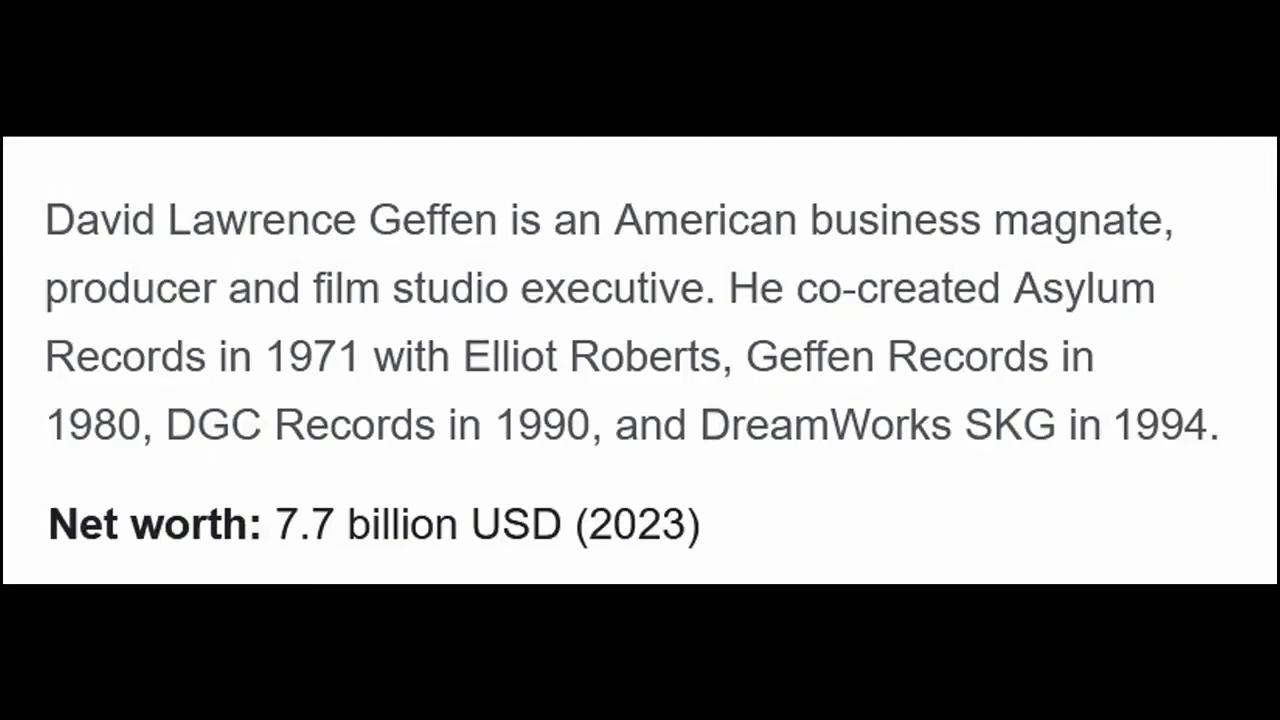 David Lawrence Geffen is an American business magnate,
producer and film studio executive. He co-created Asylum
Records in 1971 with Elliot Roberts, Geffen Records in
1980, DGC Records in 1990, and DreamWorks SKG in 1994.
Net worth: 7.7 billion USD (2023)